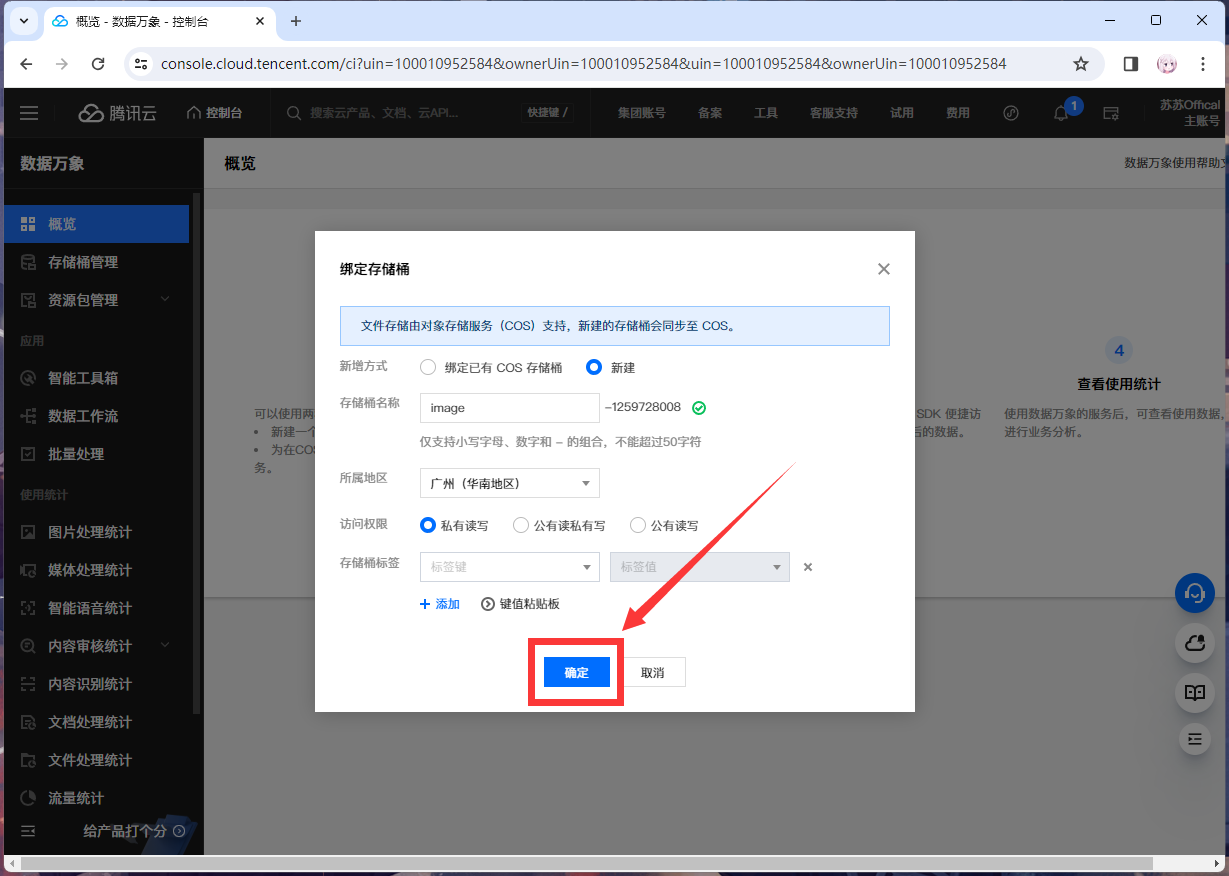 概览 - 数据万象 - 控制台
console.cloud.tencent.com/ci?uin=100010952584&ownerUin=100010952584&uin=100010952584&ownerUin=100010952584
腾讯云
控制台
搜索云产品、文档、云API...
快捷键 /
集团账号
备案
工具
客服支持
试用
费用
1
苏苏Offical
主账号
数据万象
概览
数据万象使用帮助文
概览
存储桶管理
资源包管理
应用
智能工具箱
数据工作流
批量处理
使用统计
图片处理统计
媒体处理统计
智能语音统计
内容审核统计
内容识别统计
文档处理统计
文件处理统计
流量统计
给产品打个分
可以使用两
• 新建一个
• 为在COS
务。
绑定存储桶
文件存储由对象存储服务（COS）支持，新建的存储桶会同步至 COS。
新增方式
绑定已有 COS 存储桶
新建
存储桶名称
image
-1259728008
仅支持小写字母、数字和 - 的组合，不能超过50字符
所属地区
广州（华南地区）
访问权限
私有读写
公有读私有写
公有读写
存储桶标签
标签键
标签值
添加
键值粘贴板
确定
取消
SDK 便捷访
后的数据。
4
查看使用统计
使用数据万象的服务后，可查看使用数据，
进行业务分析。